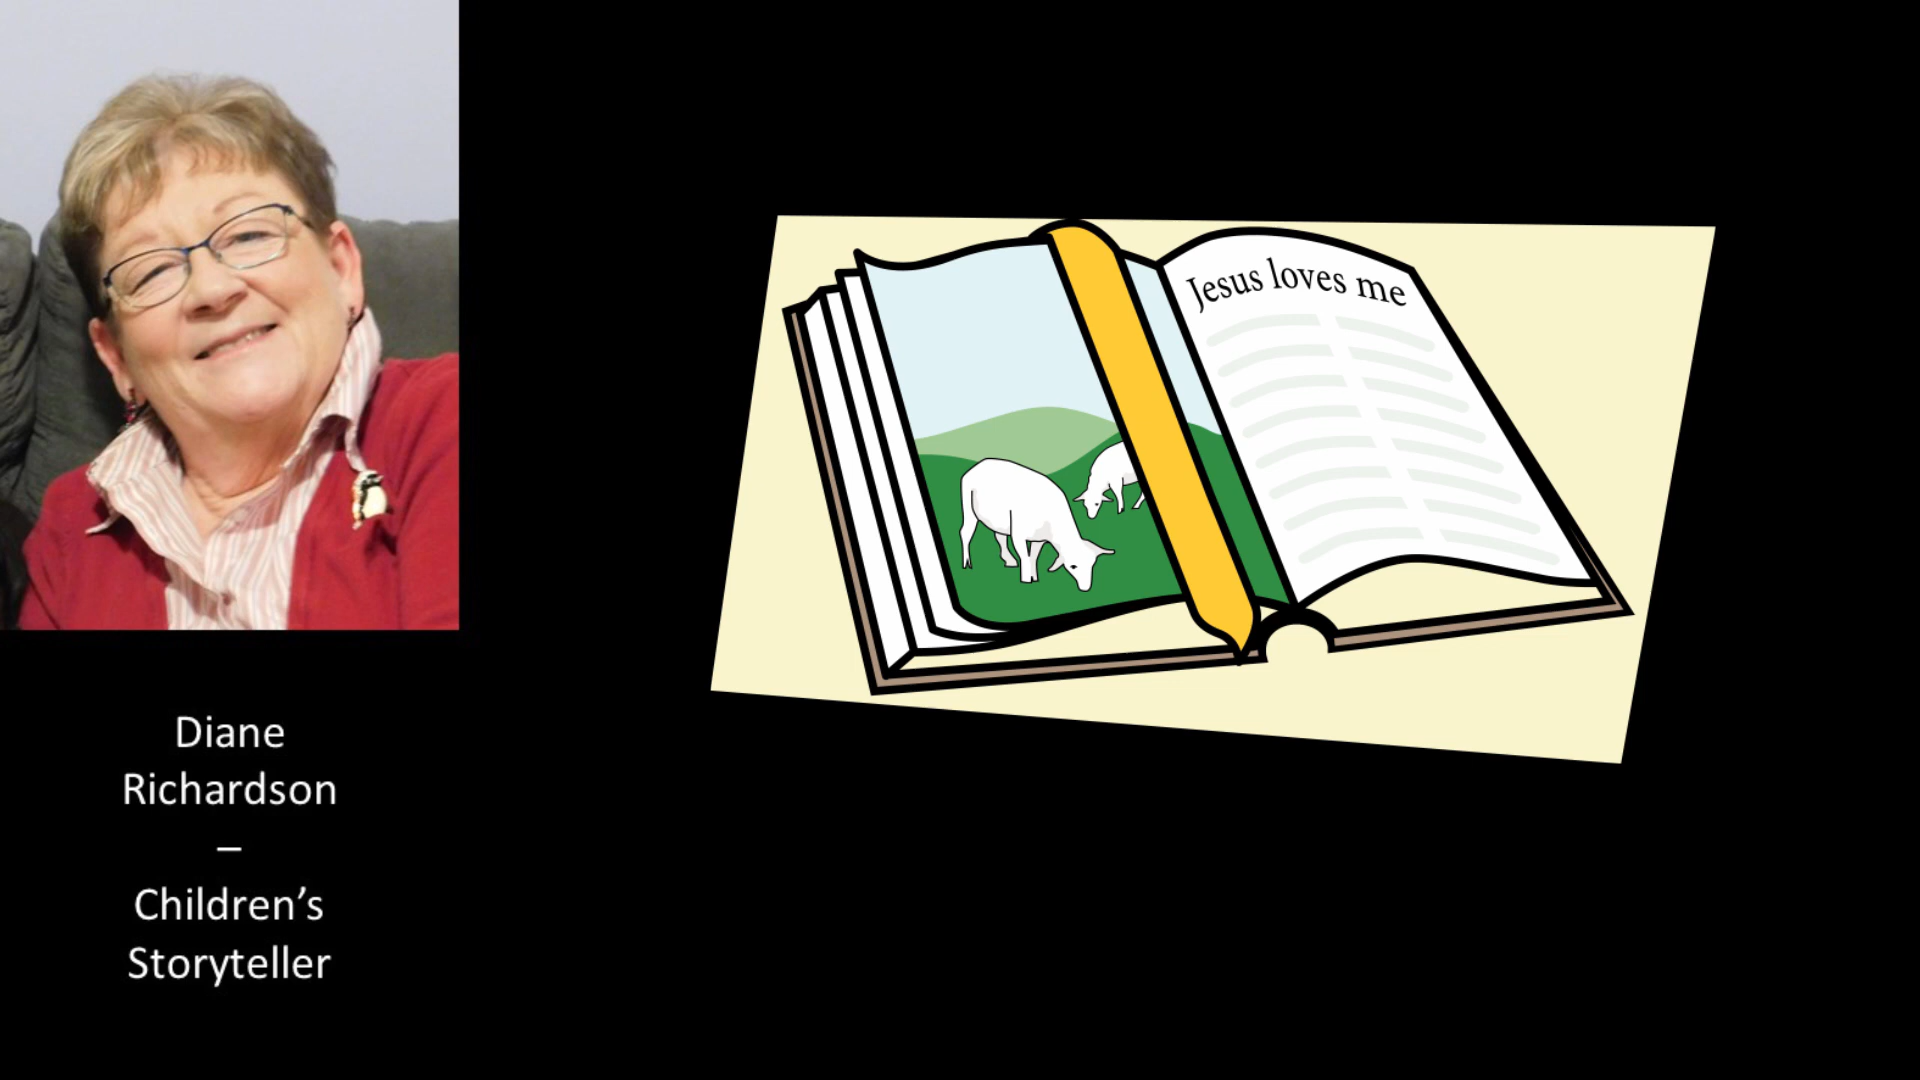 Diane
Richardson
–
Children’s
Storyteller
Jesus loves me